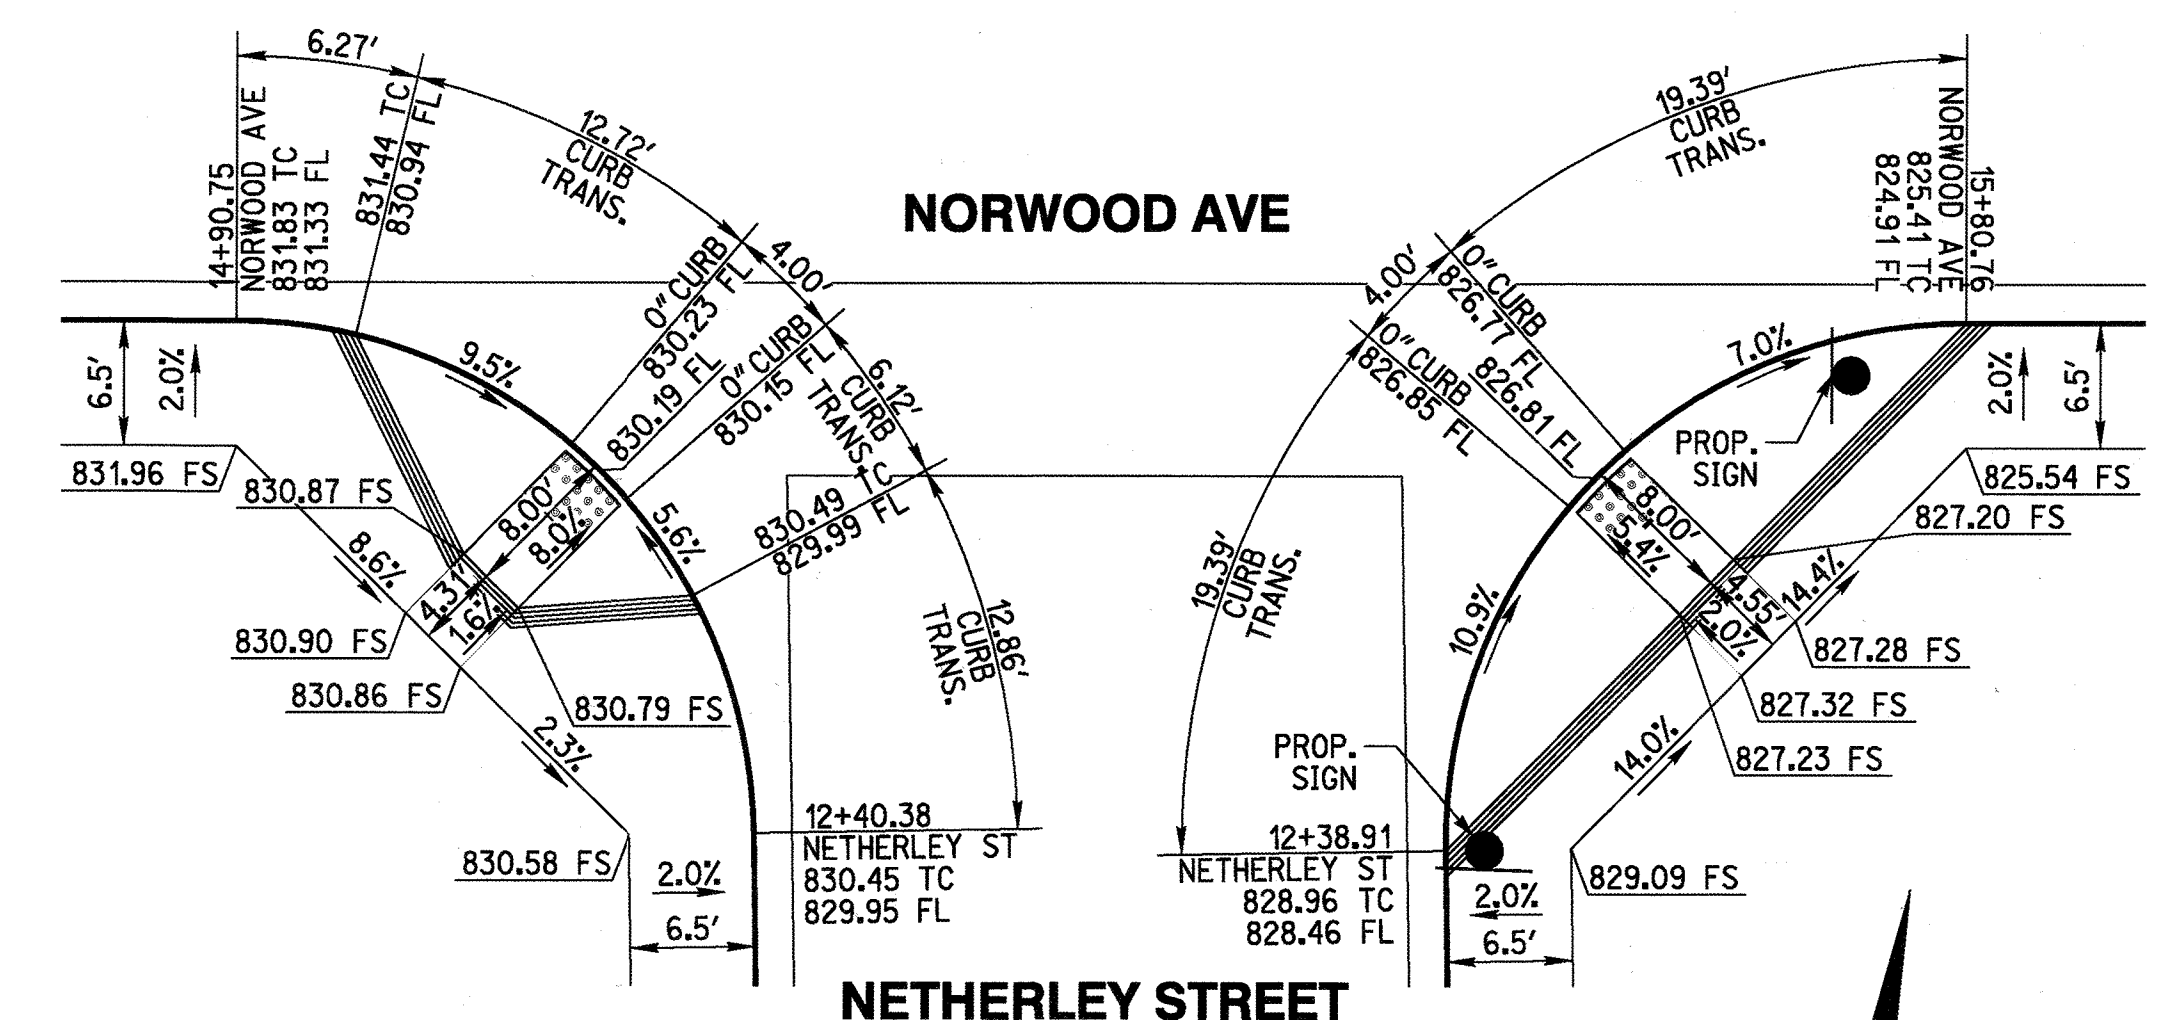 6.27'
14+90.75
NORWOOD AVE
831.83 TC
831.33 FL
831.44 TC
830.94 FL
12.72'
CURB
TRANS.
NORWOOD AVE
0" CURB
830.23 FL
830.19 FL
4.00'
0" CURB
830.15 FL
6.12'
CURB
TRANS.
830.49 TC
829.99 FL
12.86'
CURB
TRANS.
9.5%
5.6%
6.5'
2.0%
831.96 FS
830.87 FS
8.6%
8.00'
8.0%
4.31'
1.6%
830.90 FS
830.86 FS
830.79 FS
2.3%
830.58 FS
2.0%
6.5'
12+40.38
NETHERLEY ST
830.45 TC
829.95 FL
19.39'
CURB
TRANS.
15+80.76
NORWOOD AVE
825.41 TC
824.91 FL
4.00'
0" CURB
826.77 FL
826.81 FL
0" CURB
826.85 FL
19.39'
CURB
TRANS.
7.0%
10.9%
PROP.
SIGN
2.0%
6.5'
825.54 FS
827.20 FS
8.00'
5.4%
4.55'
2.0%
14.4%
827.28 FS
827.32 FS
827.23 FS
14.0%
829.09 FS
PROP.
SIGN
12+38.91
NETHERLEY ST
828.96 TC
828.46 FL
2.0%
6.5'
NETHERLEY STREET